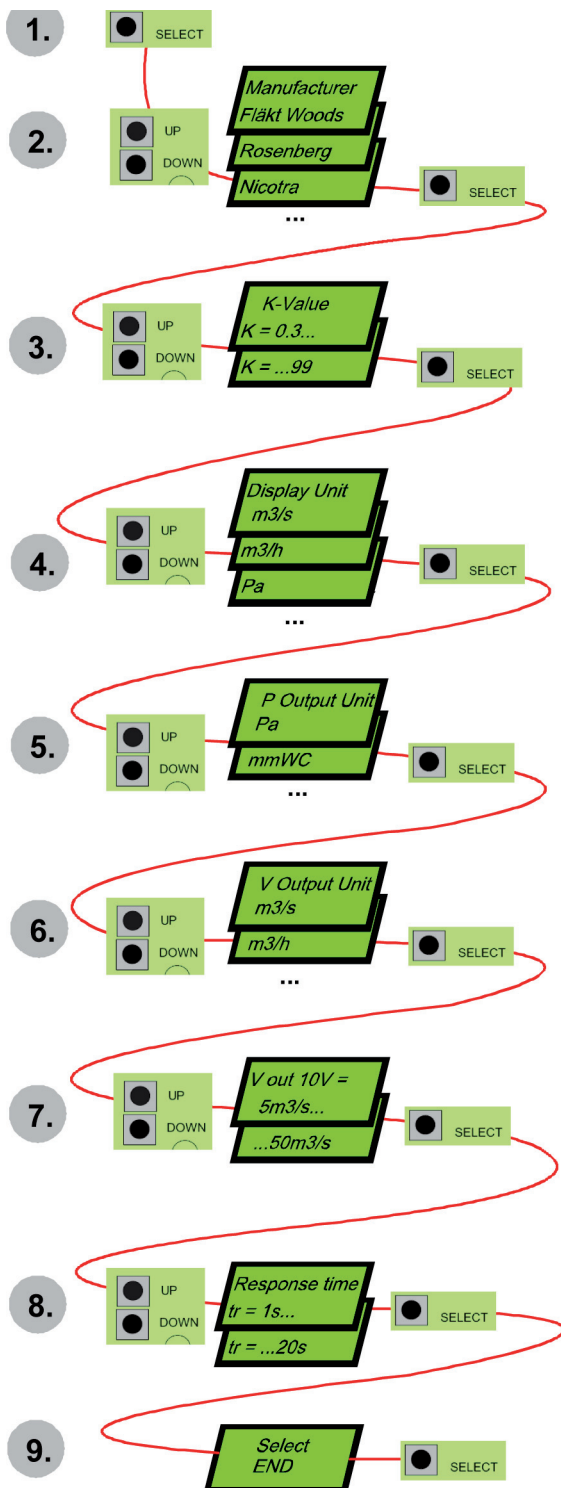 1.
SELECT
2.
UP
DOWN
Manufacturer
Fläkt Woods
Rosenberg
Nicotra
...
SELECT
3.
UP
DOWN
K-Value
K = 0.3...
K = ...99
SELECT
4.
UP
DOWN
Display Unit
m3/s
m3/h
Pa
...
SELECT
5.
UP
DOWN
P Output Unit
Pa
mmWC
...
SELECT
6.
UP
DOWN
V Output Unit
m3/s
m3/h
...
SELECT
7.
UP
DOWN
V out 10V =
5m3/s...
...50m3/s
SELECT
8.
UP
DOWN
Response time
tr = 1s...
tr = ...20s
SELECT
9.
Select
END
SELECT